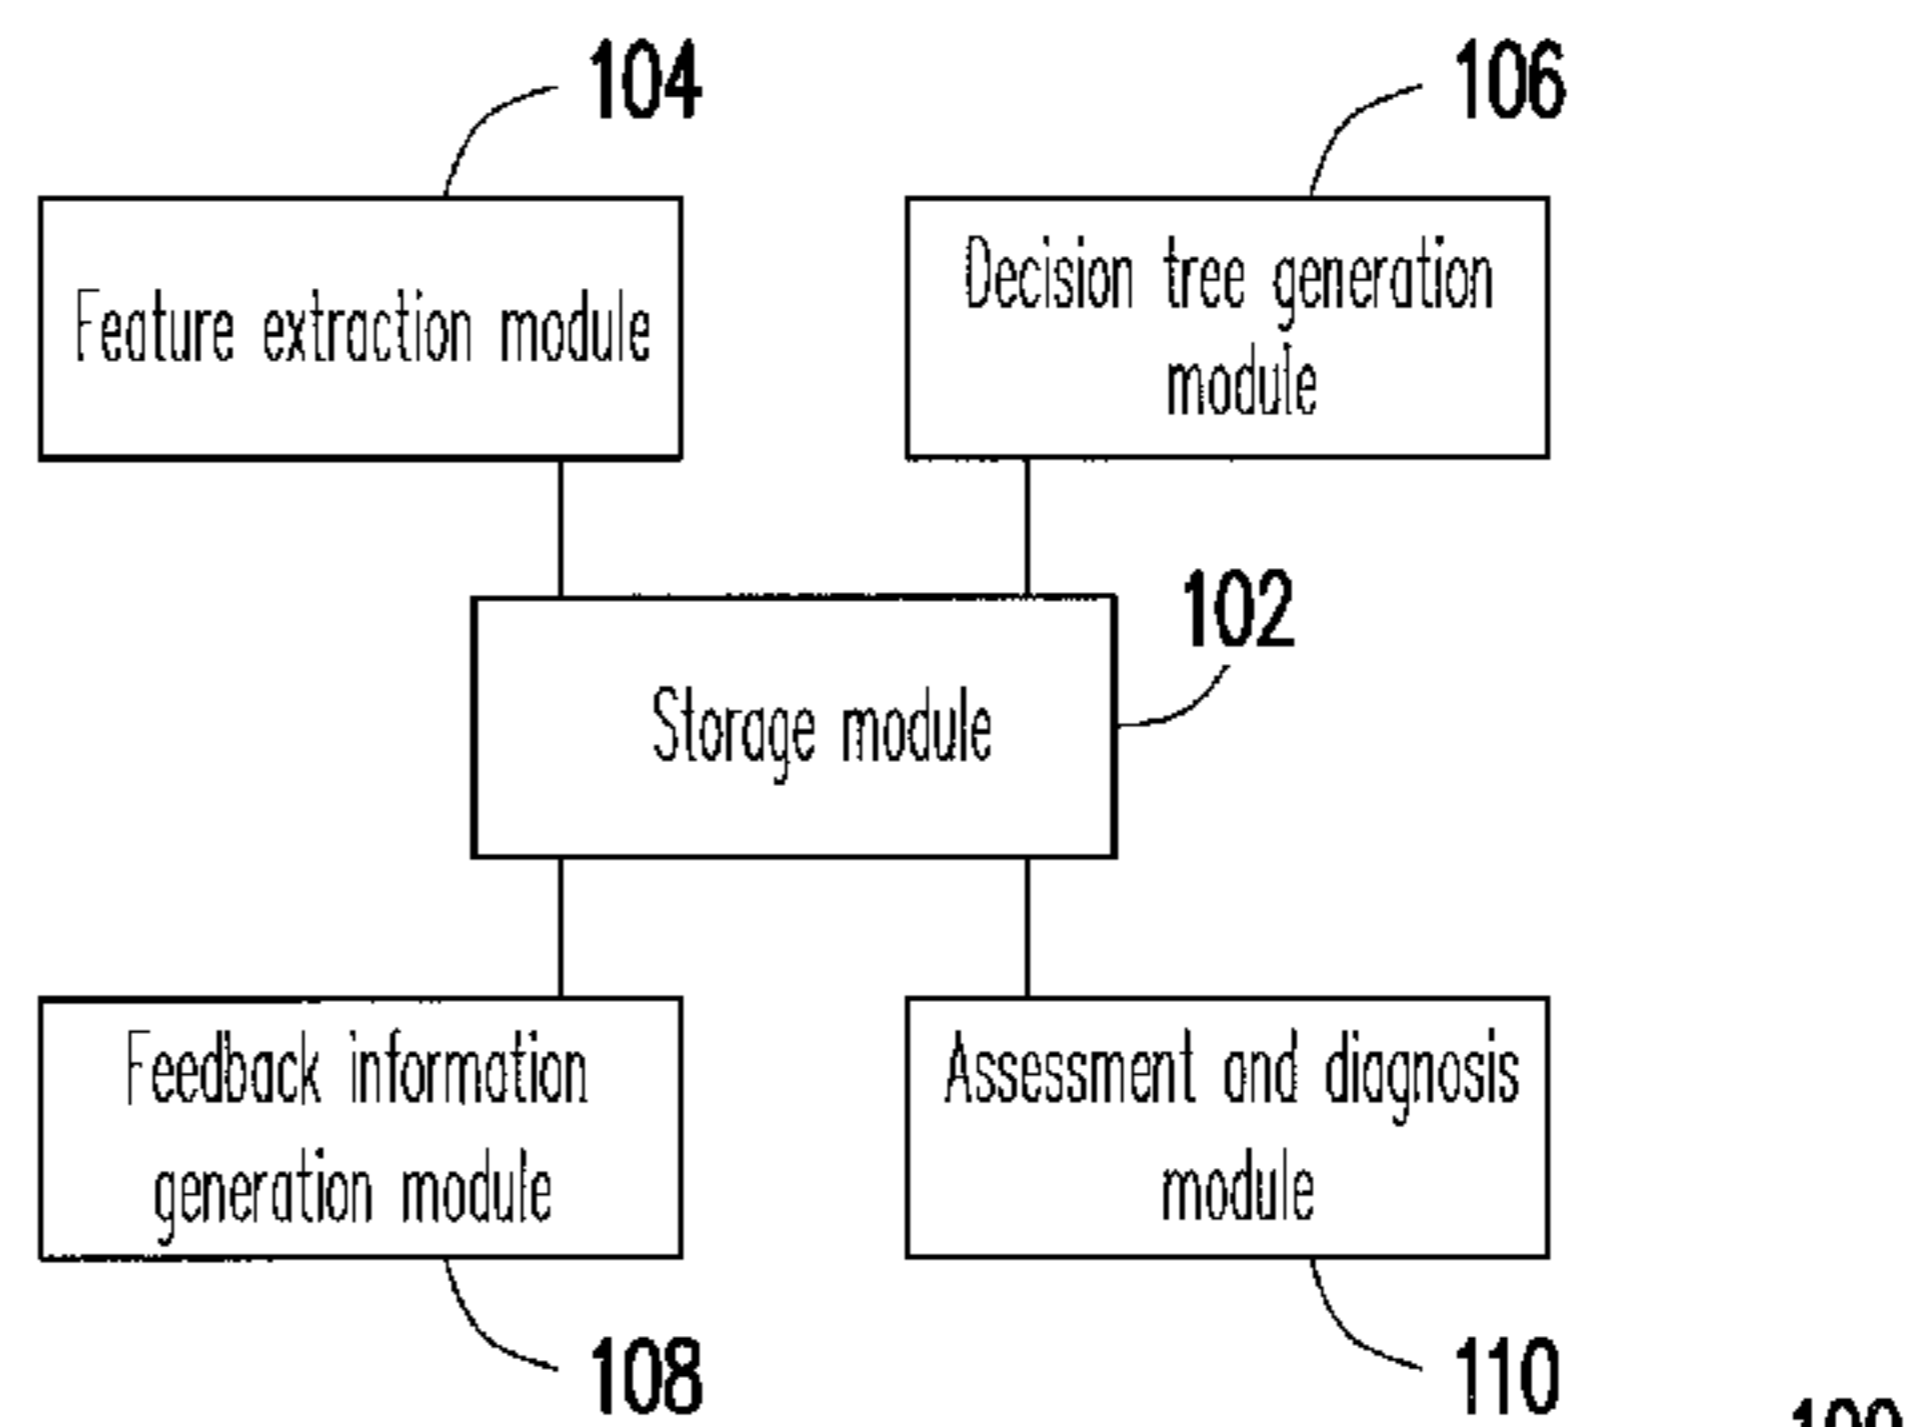 104
106
Feature extraction module
Decision tree generation
module
102
Storage module
Feedback information
generation module
Assessment and diagnosis
module
108
110